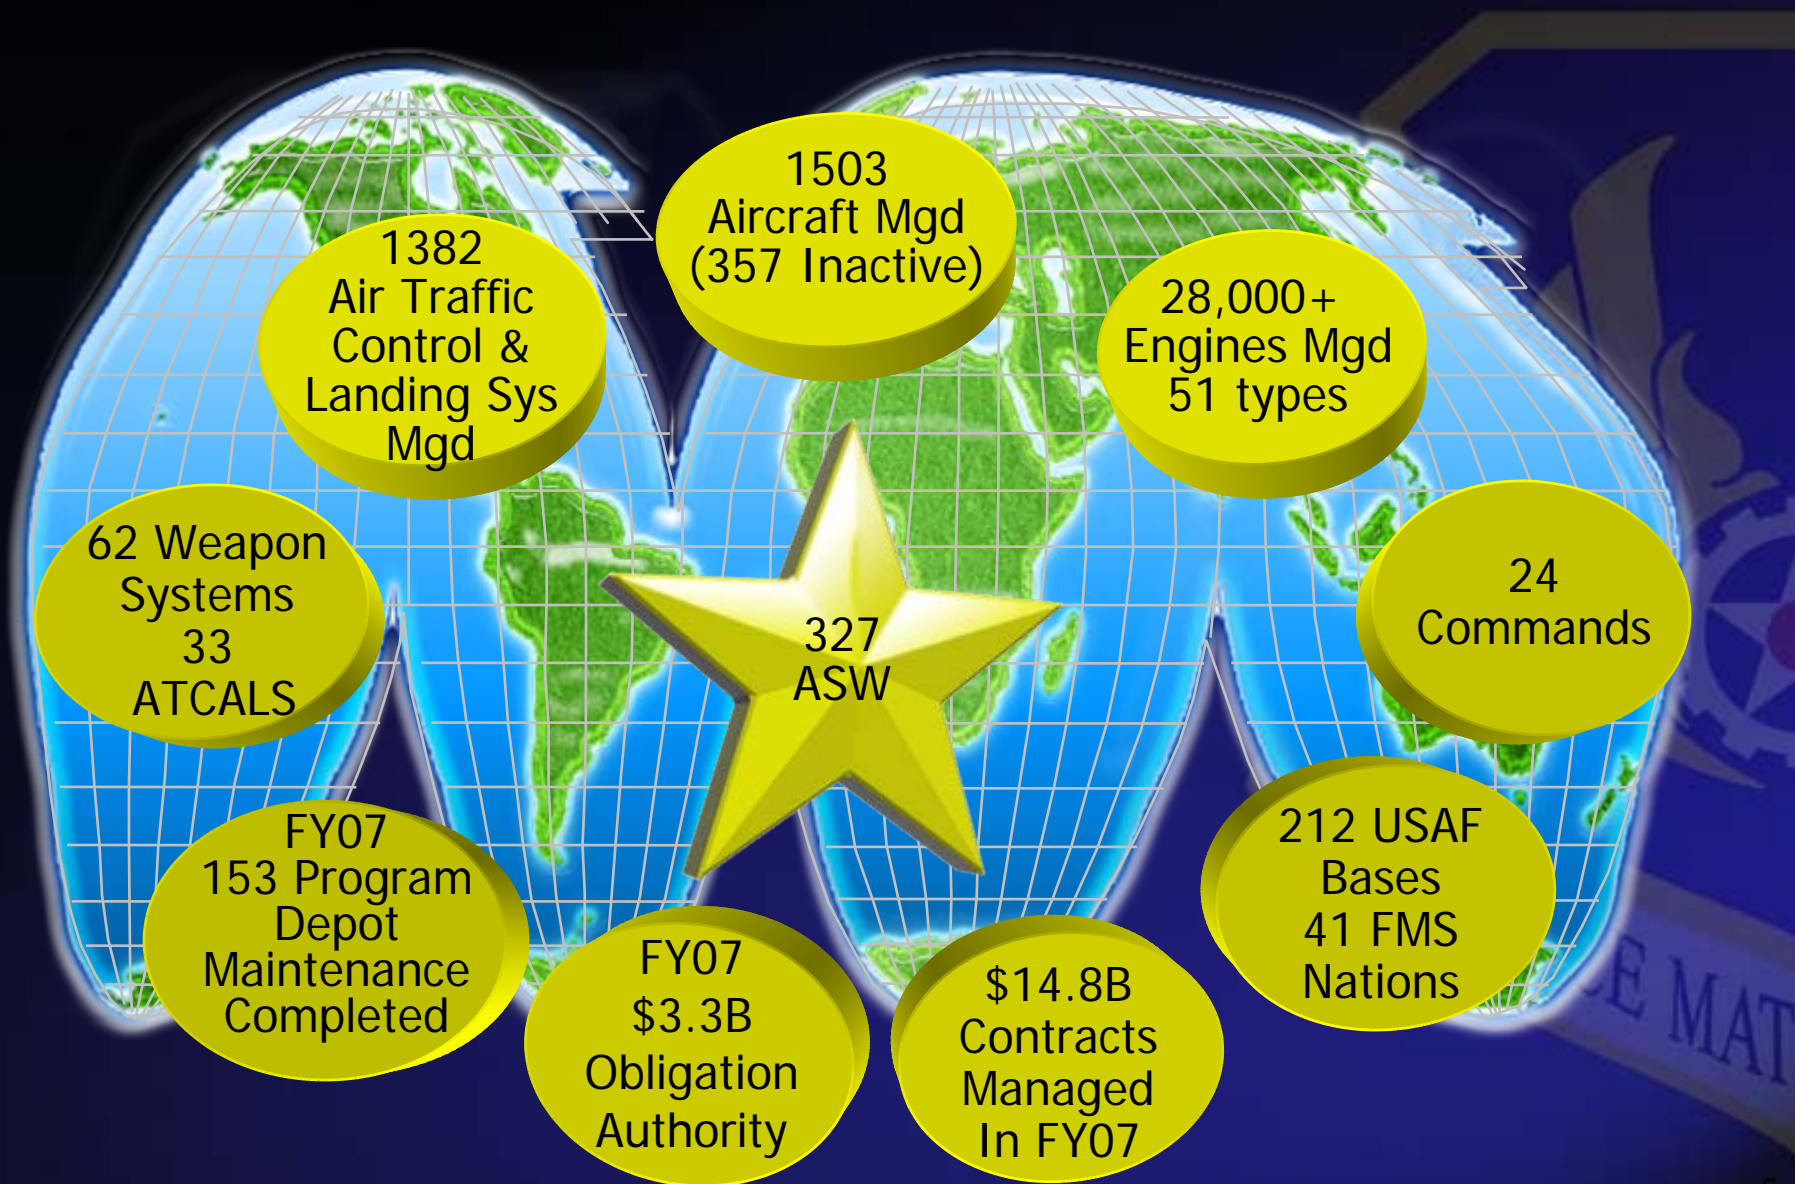 1503
Aircraft Mgd
(357 Inactive)
1382
Air Traffic
Control &
Landing Sys
Mgd
28,000+
Engines Mgd
51 types
62 Weapon
Systems
33
ATCALS
327
ASW
24
Commands
FY07
153 Program
Depot
Maintenance
Completed
FY07
$3.3B
Obligation
Authority
$14.8B
Contracts
Managed
In FY07
212 USAF
Bases
41 FMS
Nations
CE MAT